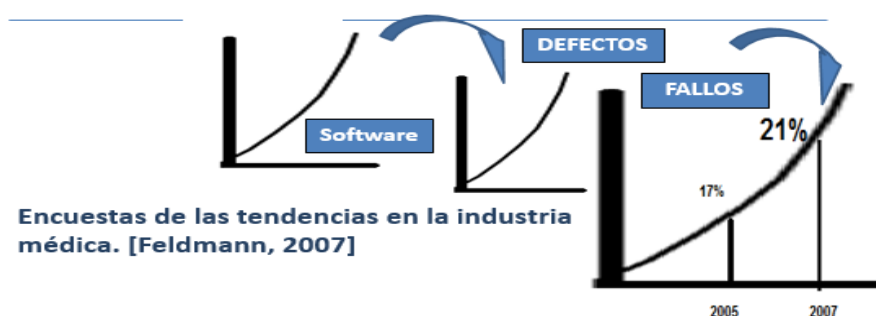 DEFECTOS
FALLOS
Software
21%
17%
Encuestas de las tendencias en la industria
médica. [Feldmann, 2007]
2005
2007